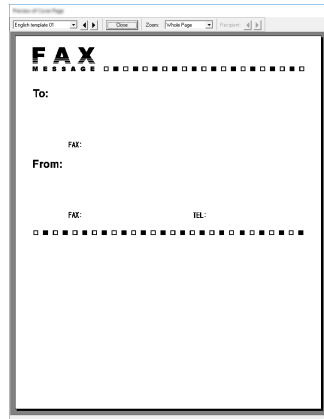 Preview of Cover Page
English template 01 Close Zoom: Whole Page Recipient:
FAX
MESSAGE
To:
FAX:
From:
FAX: TEL: